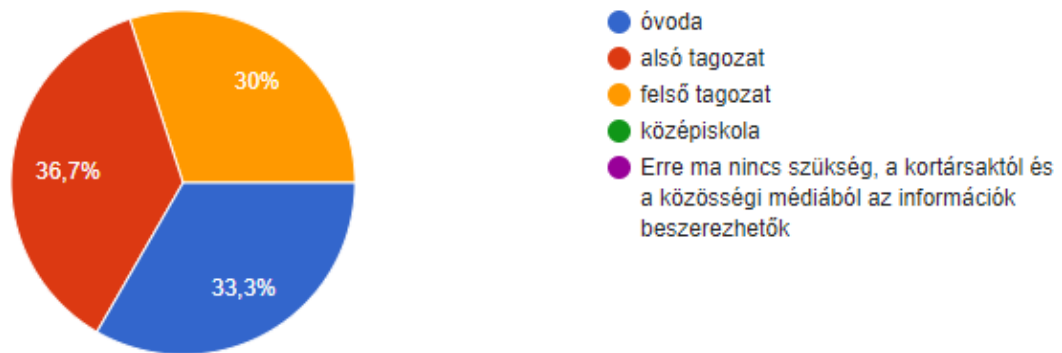 30%
36,7%
33,3%
óvoda
alsó tagozat
felső tagozat
középiskola
Erre ma nincs szükség, a kortársaktól és
a közösségi médiából az információk
beszerezhetők